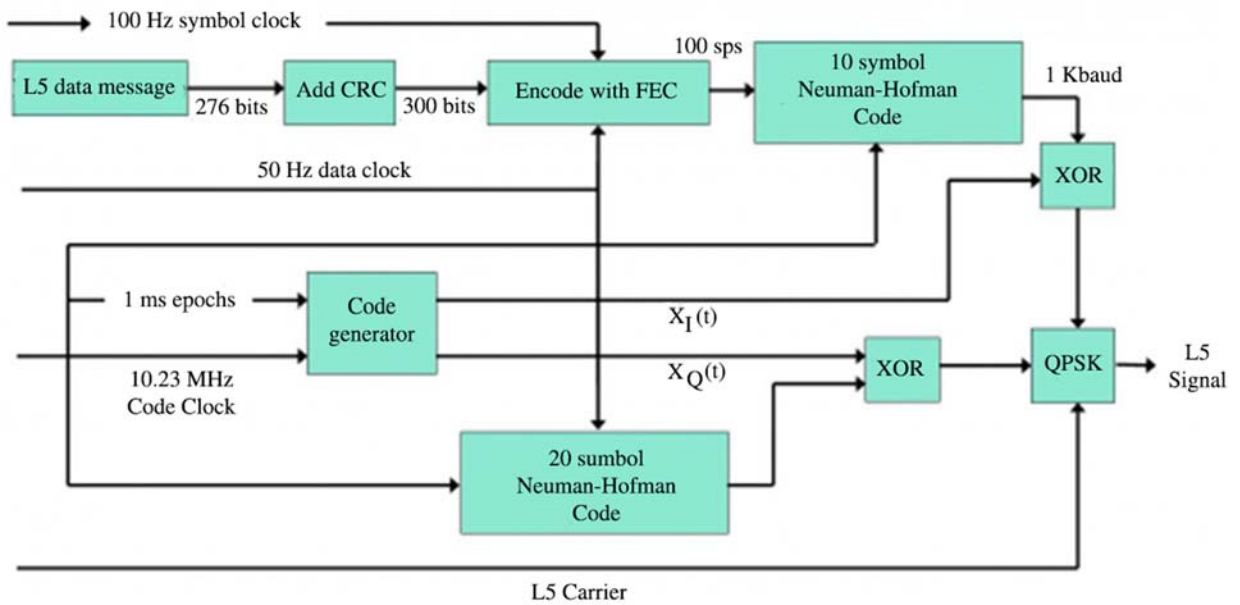 100 Hz symbol clock
100 sps
10 symbol
Neuman-Hofman
Code
1 Kbaud
L5 data message
276 bits
Add CRC
300 bits
Encode with FEC
XOR
50 Hz data clock
1 ms epochs
Code
generator
X_I(t)
X_Q(t)
10.23 MHz
Code Clock
XOR
QPSK
L5
Signal
20 sumbol
Neuman-Hofman
Code
L5 Carrier